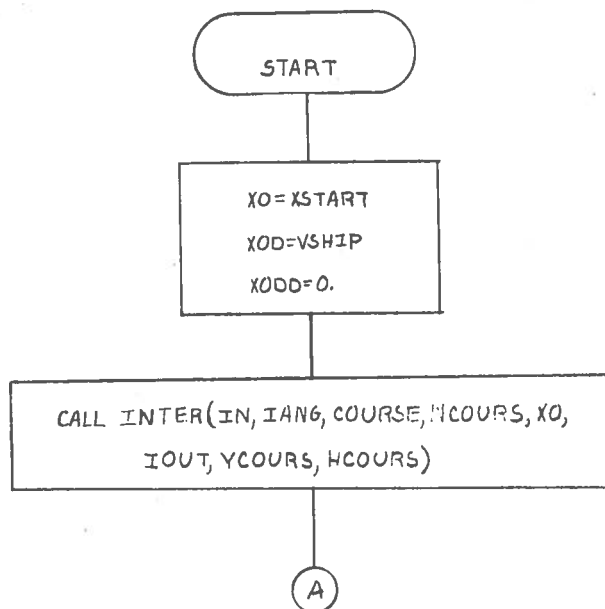 START
XO=XSTART
XOD=VSHIP
XODD=0.
CALL INTER(IN, IANG, COURSE, NCOURS, XO,
IOUT, YCOURS, HCOURS)
A